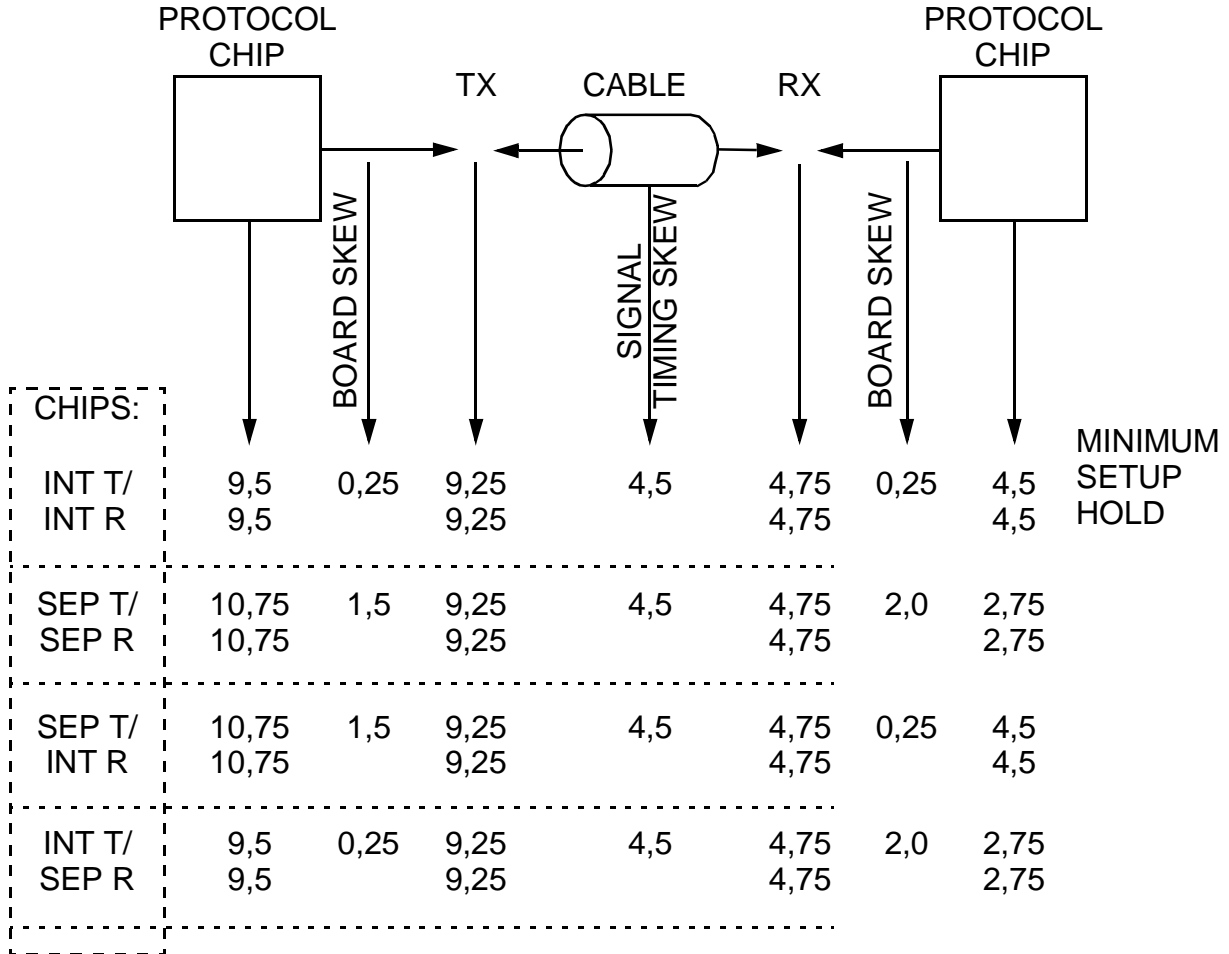 PROTOCOL
CHIP
PROTOCOL
CHIP
TX
CABLE
RX
BOARD SKEW
SIGNAL
TIMING SKEW
BOARD SKEW
CHIPS:
MINIMUM
SETUP
HOLD
INT T/ 9,5 0,25 9,25 4,5 4,75 0,25 4,5
INT R 9,5 9,25 4,75 4,5
SEP T/ 10,75 1,5 9,25 4,5 4,75 2,0 2,75
SEP R 10,75 9,25 4,75 2,75
SEP T/ 10,75 1,5 9,25 4,5 4,75 0,25 4,5
INT R 10,75 9,25 4,75 4,5
INT T/ 9,5 0,25 9,25 4,5 4,75 2,0 2,75
SEP R 9,5 9,25 4,75 2,75